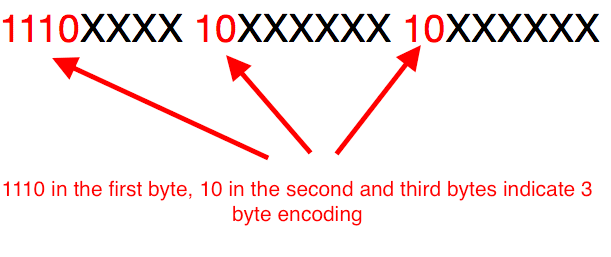 1110XXXX 10XXXXXX 10XXXXXX
1110 in the first byte, 10 in the second and third bytes indicate 3
byte encoding